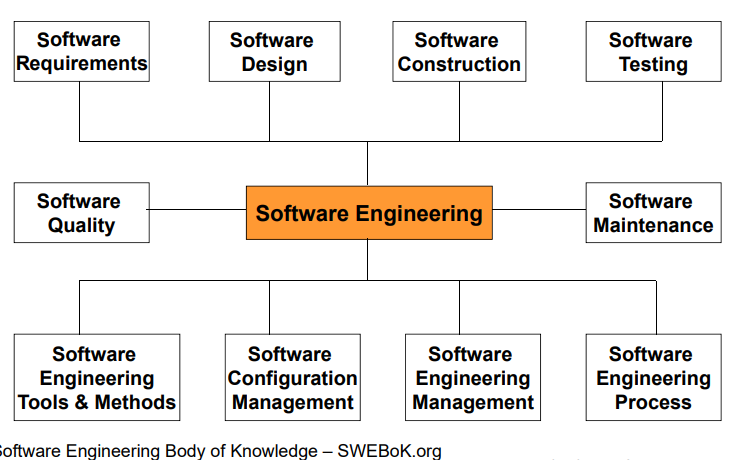 Software
Requirements
Software
Design
Software
Construction
Software
Testing
Software
Quality
Software Engineering
Software
Maintenance
Software
Engineering
Tools & Methods
Software
Configuration
Management
Software
Engineering
Management
Software
Engineering
Process
Software Engineering Body of Knowledge – SWEBoK.org